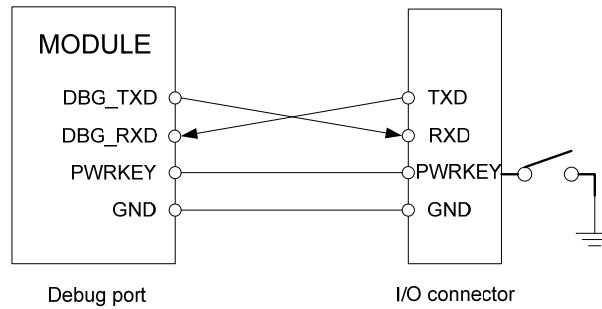 MODULE
DBG_TXD
DBG_RXD
PWRKEY
GND
TXD
RXD
PWRKEY
GND
Debug port
I/O connector